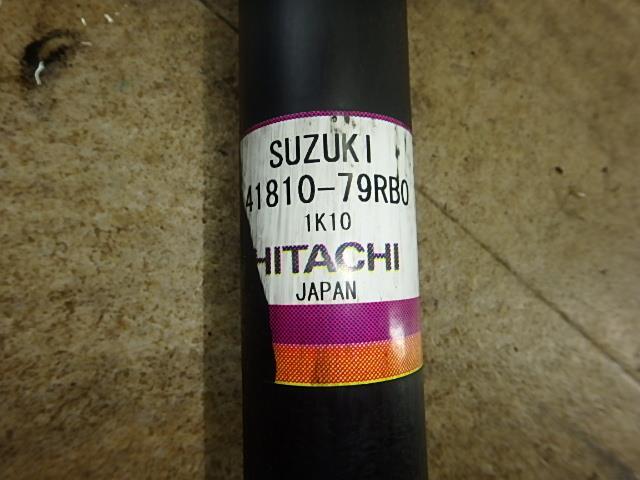 SUZUKI
41810-79RB0
1K10
HITACHI
JAPAN